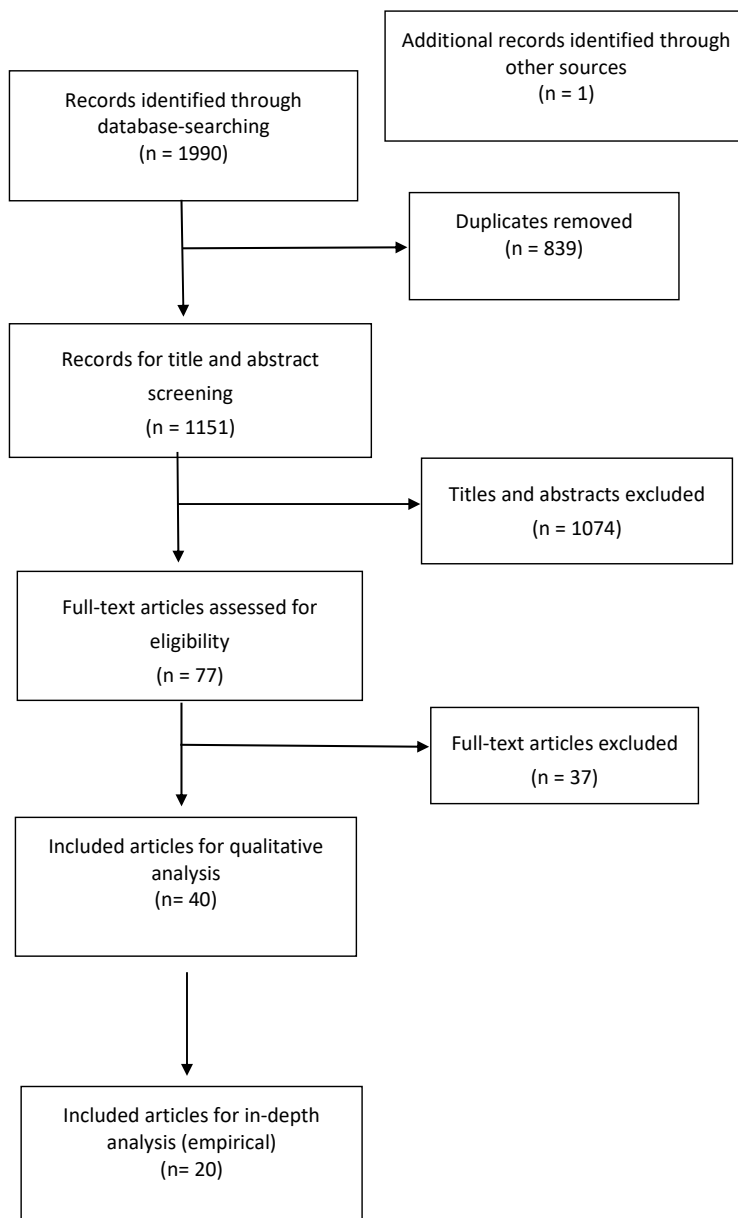 Additional records identified through
other sources
(n = 1)
Records identified through
database-searching
(n = 1990)
Duplicates removed
(n = 839)
Records for title and abstract
screening
(n = 1151)
Titles and abstracts excluded
(n = 1074)
Full-text articles assessed for
eligibility
(n = 77)
Full-text articles excluded
(n = 37)
Included articles for qualitative
analysis
(n= 40)
Included articles for in-depth
analysis (empirical)
(n= 20)